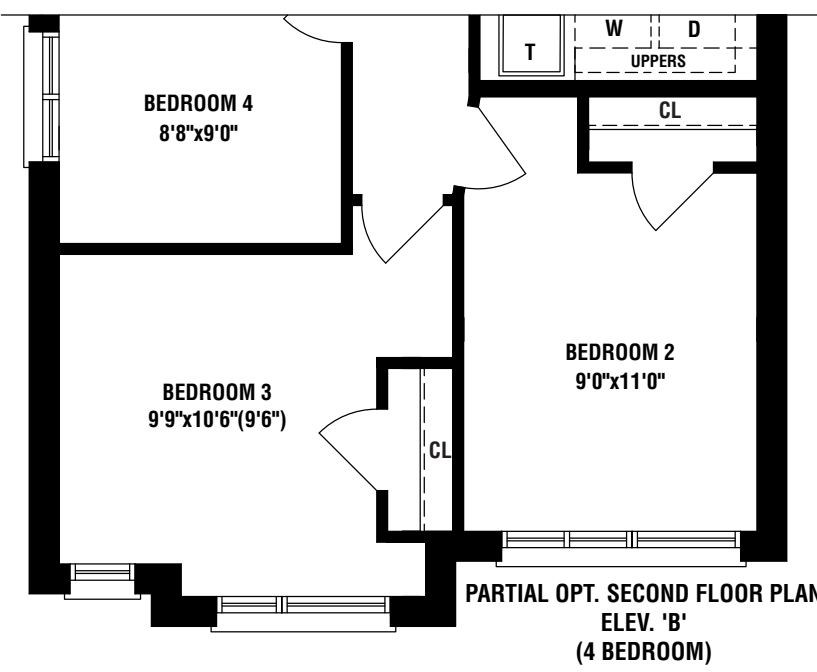 W D
T
UPPERS
BEDROOM 4
8'8"x9'0"
CL
BEDROOM 2
9'0"x11'0"
BEDROOM 3
9'9"x10'6"(9'6")
CL
PARTIAL OPT. SECOND FLOOR PLAN
ELEV. 'B'
(4 BEDROOM)